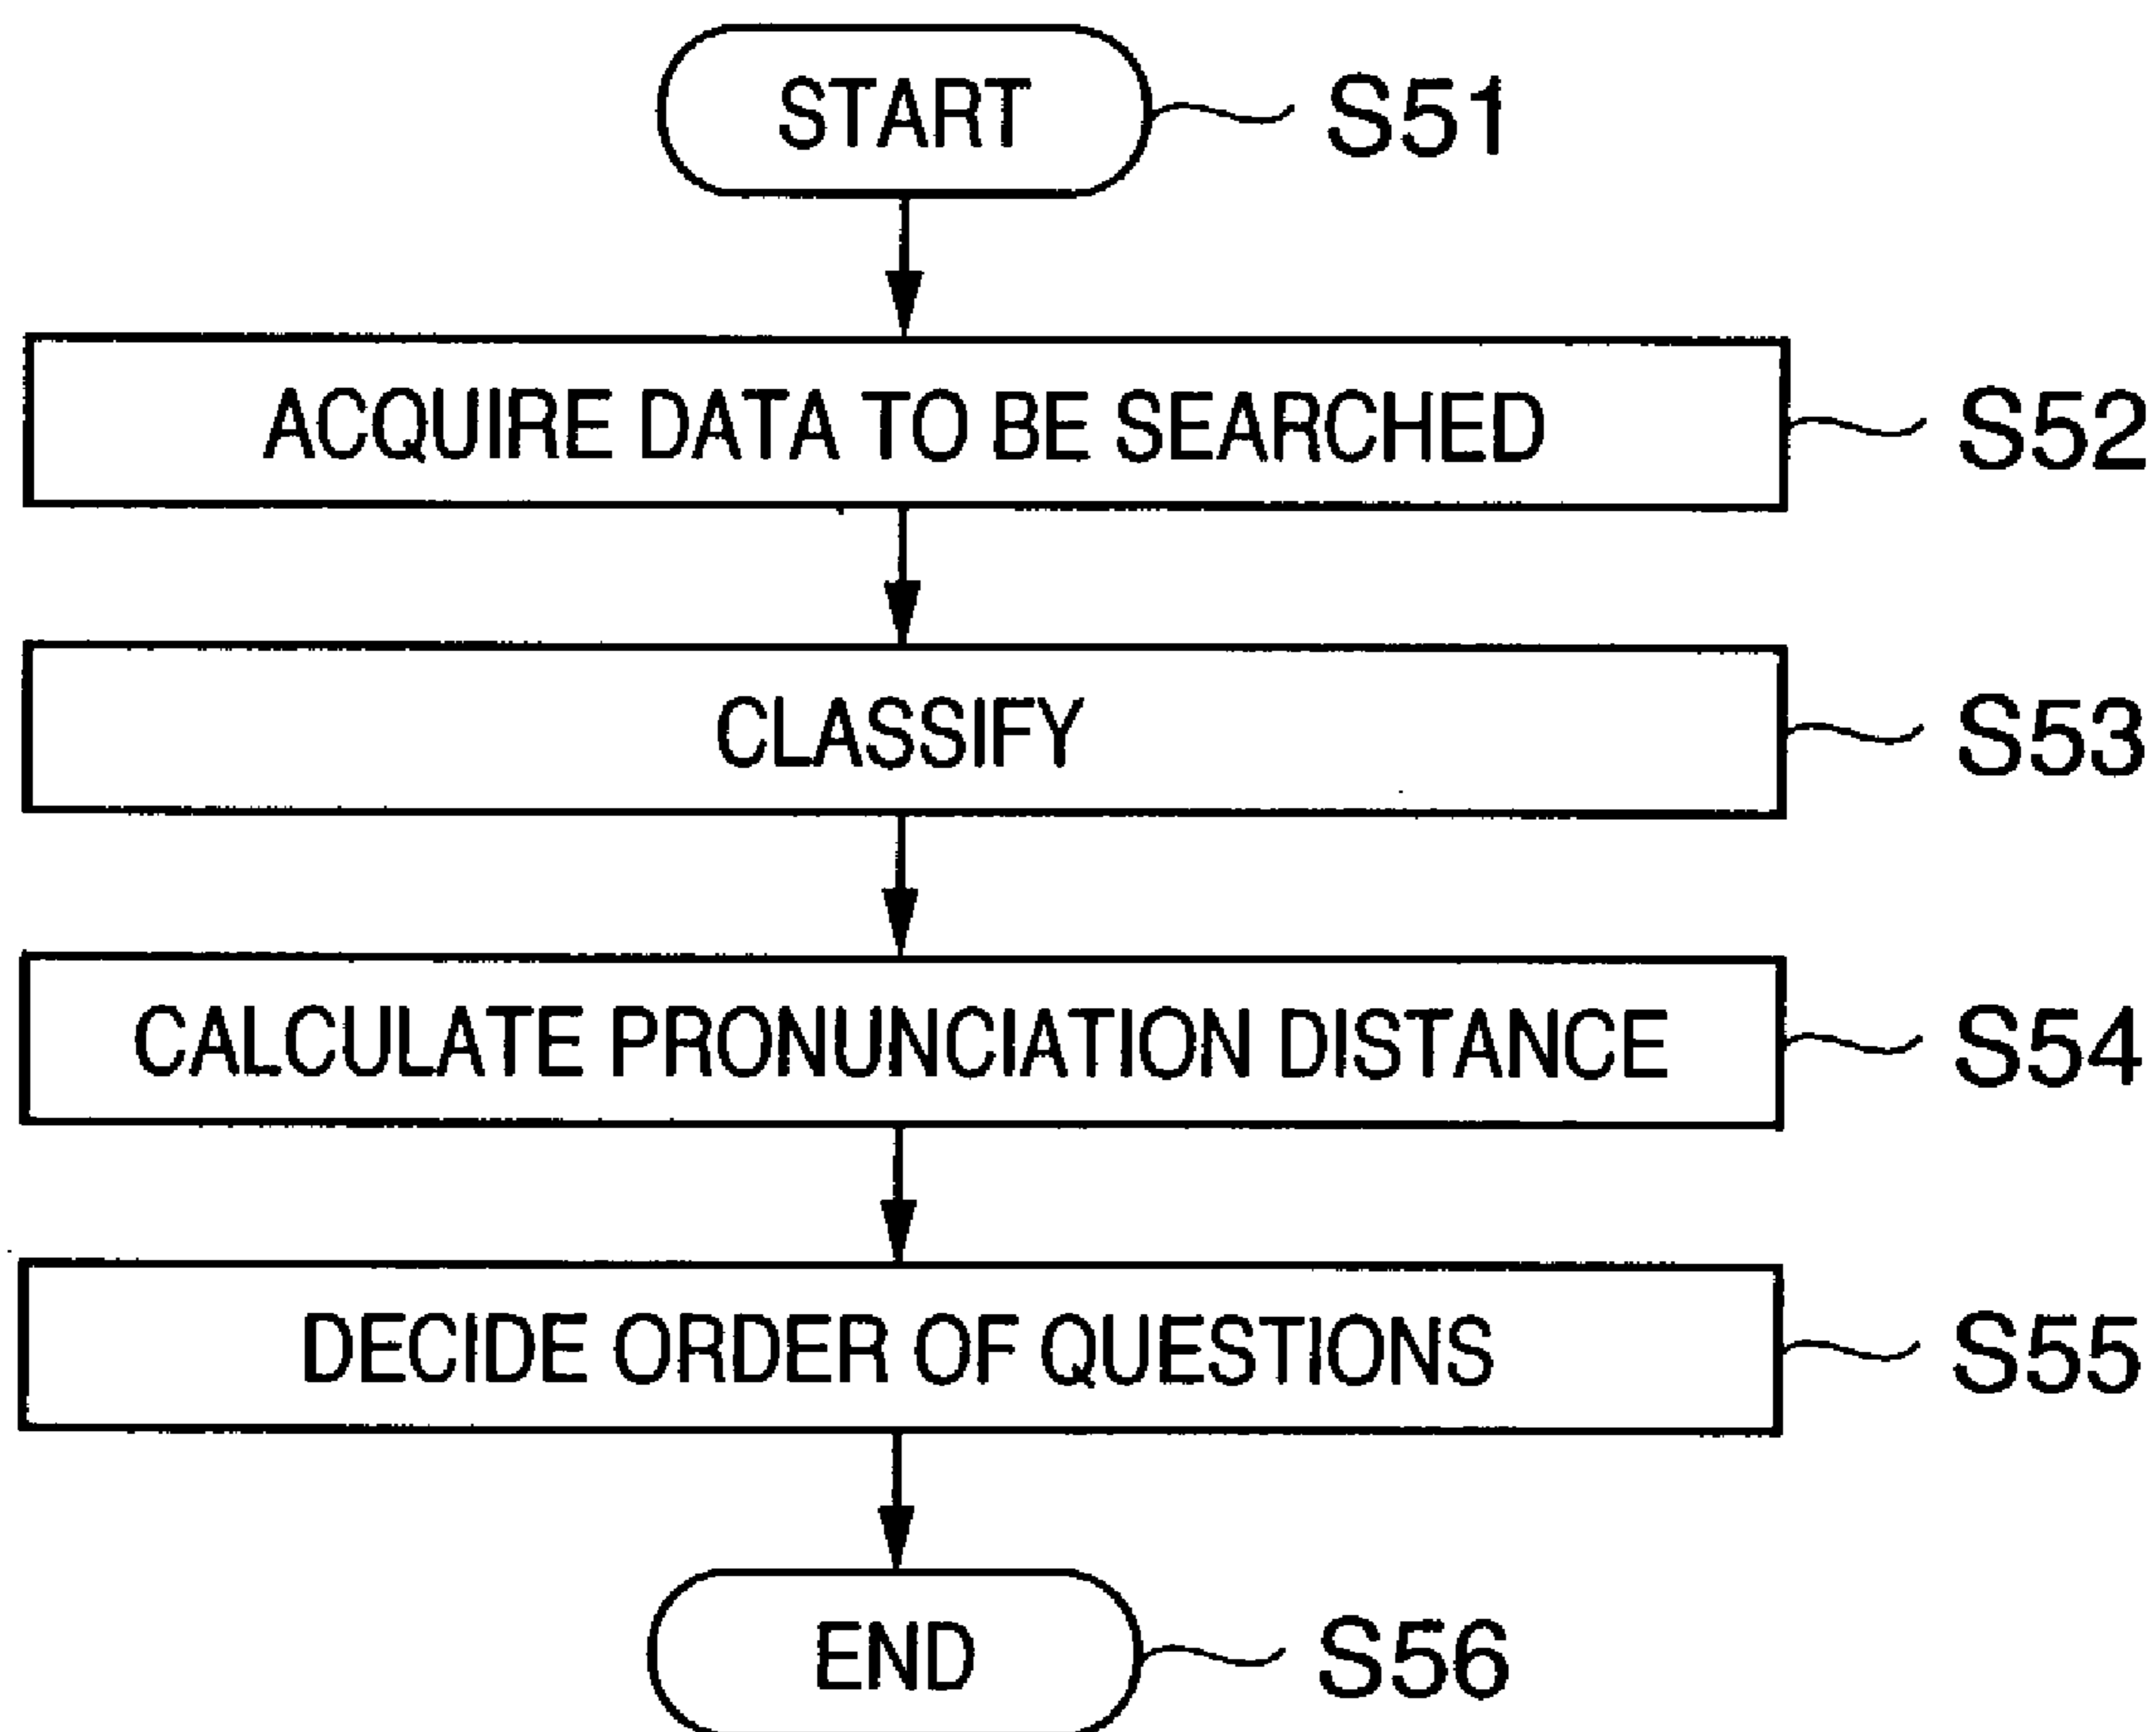 START S51
ACQUIRE DATA TO BE SEARCHED S52
CLASSIFY S53
CALCULATE PRONUNCIATION DISTANCE S54
DECIDE ORDER OF QUESTIONS S55
END S56